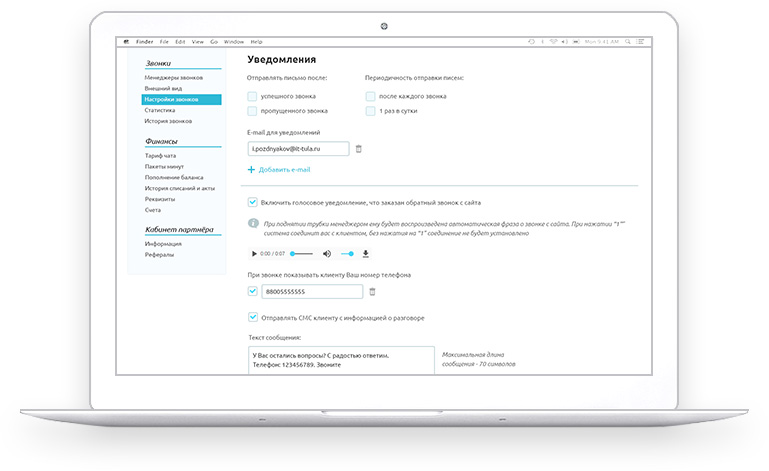 Finder File Edit View Go Window Help
Mon 9:41 AM
Звонки
Менеджеры звонков
Внешний вид
Настройки звонков
Статистика
История звонков
Финансы
Тариф чата
Пакеты минут
Пополнение баланса
История списаний и акты
Реквизиты
Счета
Кабинет партнёра
Информация
Рефералы
Уведомления
Отправлять письмо после:
успешного звонка
пропущенного звонка
Периодичность отправки писем:
после каждого звонка
1 раз в сутки
E-mail для уведомлений
i.pozdnyakov@it-tula.ru
+ Добавить e-mail
Включить голосовое уведомление, что заказан обратный звонок с сайта
При поднятии трубки менеджером ему будет воспроизведена автоматическая фраза о звонке с сайта. При нажатии "1""
система соединит вас с клиентом, без нажатия на "1" соединение не будет установлено
0:00 / 0:07
При звонке показывать клиенту Ваш номер телефона
8800555555
Отправлять СМС клиенту с информацией о разговоре
Текст сообщения:
У Вас остались вопросы? С радостью ответим.
Телефон: 123456789. Звоните
Максимальная длина
сообщения - 70 символов